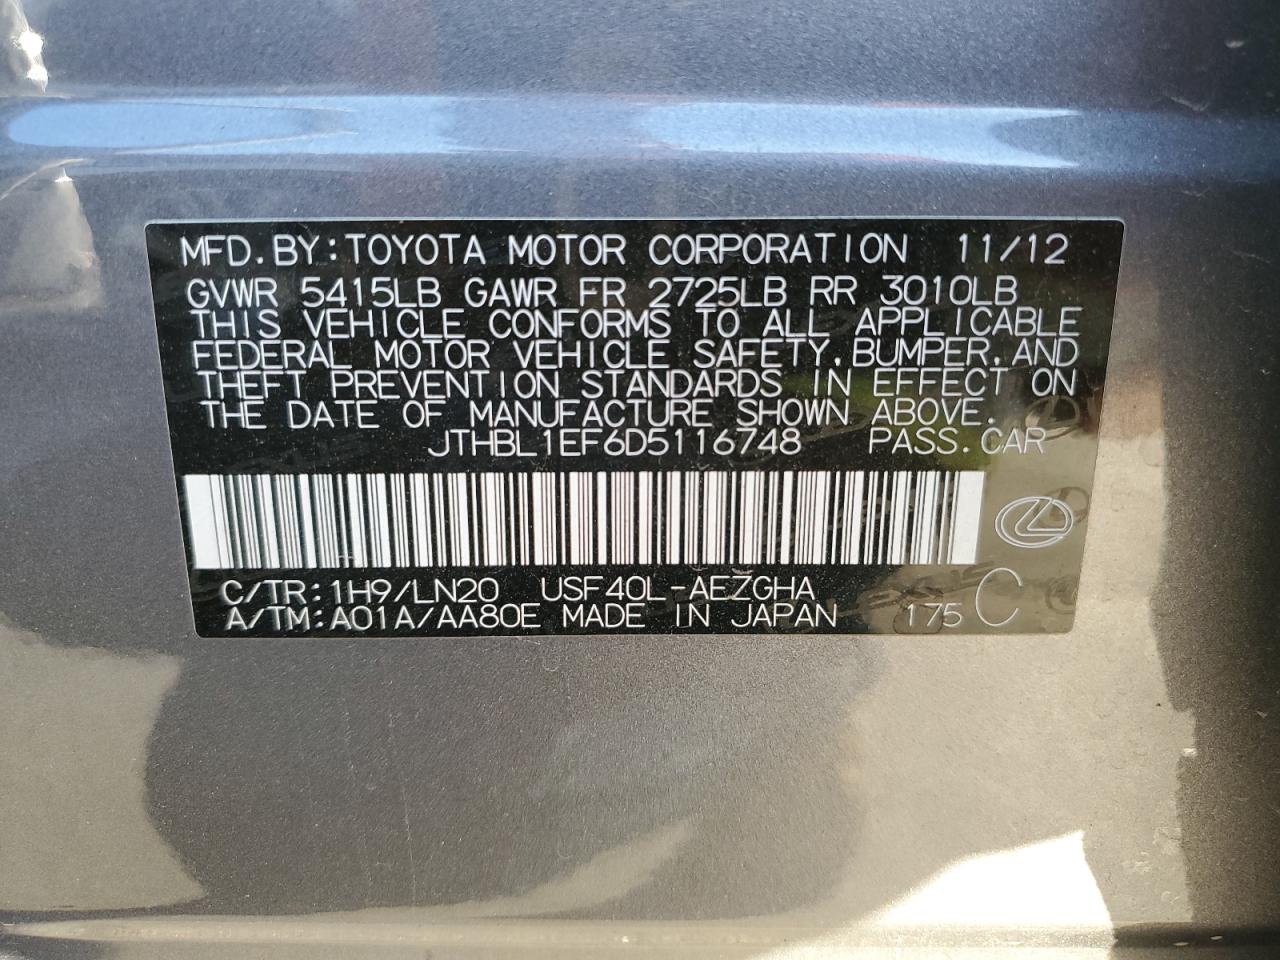 MFD.BY:TOYOTA MOTOR CORPORATION 11/12
GVWR 5415LB GAWR FR 2725LB RR 3010LB
THIS VEHICLE CONFORMS TO ALL APPLICABLE
FEDERAL MOTOR VEHICLE SAFETY,BUMPER,AND
THEFT PREVENTION STANDARDS IN EFFECT ON
THE DATE OF MANUFACTURE SHOWN ABOVE.
JTHBL1EF6D5116748 PASS.CAR
C/TR:1H9/LN20 USF40L-AEZGHA
A/TM:A01A/AA80E MADE IN JAPAN 175 C